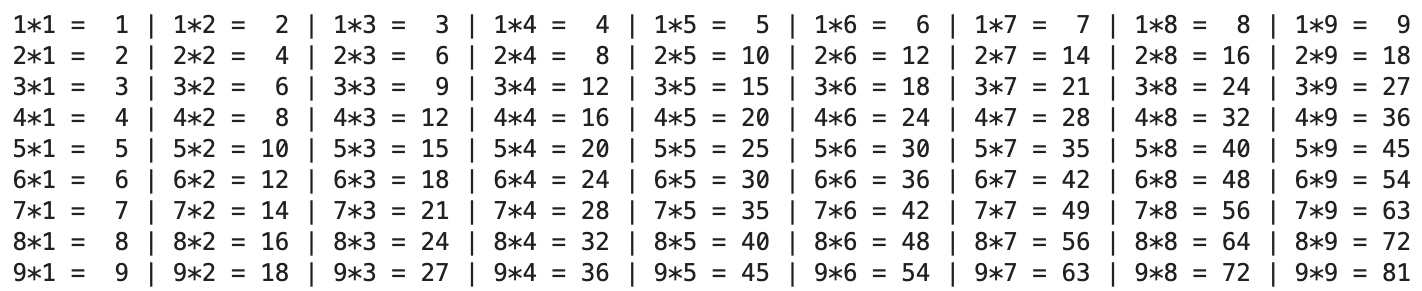 1*1 =  1 | 1*2 =  2 | 1*3 =  3 | 1*4 =  4 | 1*5 =  5 | 1*6 =  6 | 1*7 =  7 | 1*8 =  8 | 1*9 =  9
2*1 =  2 | 2*2 =  4 | 2*3 =  6 | 2*4 =  8 | 2*5 = 10 | 2*6 = 12 | 2*7 = 14 | 2*8 = 16 | 2*9 = 18
3*1 =  3 | 3*2 =  6 | 3*3 =  9 | 3*4 = 12 | 3*5 = 15 | 3*6 = 18 | 3*7 = 21 | 3*8 = 24 | 3*9 = 27
4*1 =  4 | 4*2 =  8 | 4*3 = 12 | 4*4 = 16 | 4*5 = 20 | 4*6 = 24 | 4*7 = 28 | 4*8 = 32 | 4*9 = 36
5*1 =  5 | 5*2 = 10 | 5*3 = 15 | 5*4 = 20 | 5*5 = 25 | 5*6 = 30 | 5*7 = 35 | 5*8 = 40 | 5*9 = 45
6*1 =  6 | 6*2 = 12 | 6*3 = 18 | 6*4 = 24 | 6*5 = 30 | 6*6 = 36 | 6*7 = 42 | 6*8 = 48 | 6*9 = 54
7*1 =  7 | 7*2 = 14 | 7*3 = 21 | 7*4 = 28 | 7*5 = 35 | 7*6 = 42 | 7*7 = 49 | 7*8 = 56 | 7*9 = 63
8*1 =  8 | 8*2 = 16 | 8*3 = 24 | 8*4 = 32 | 8*5 = 40 | 8*6 = 48 | 8*7 = 56 | 8*8 = 64 | 8*9 = 72
9*1 =  9 | 9*2 = 18 | 9*3 = 27 | 9*4 = 36 | 9*5 = 45 | 9*6 = 54 | 9*7 = 63 | 9*8 = 72 | 9*9 = 81